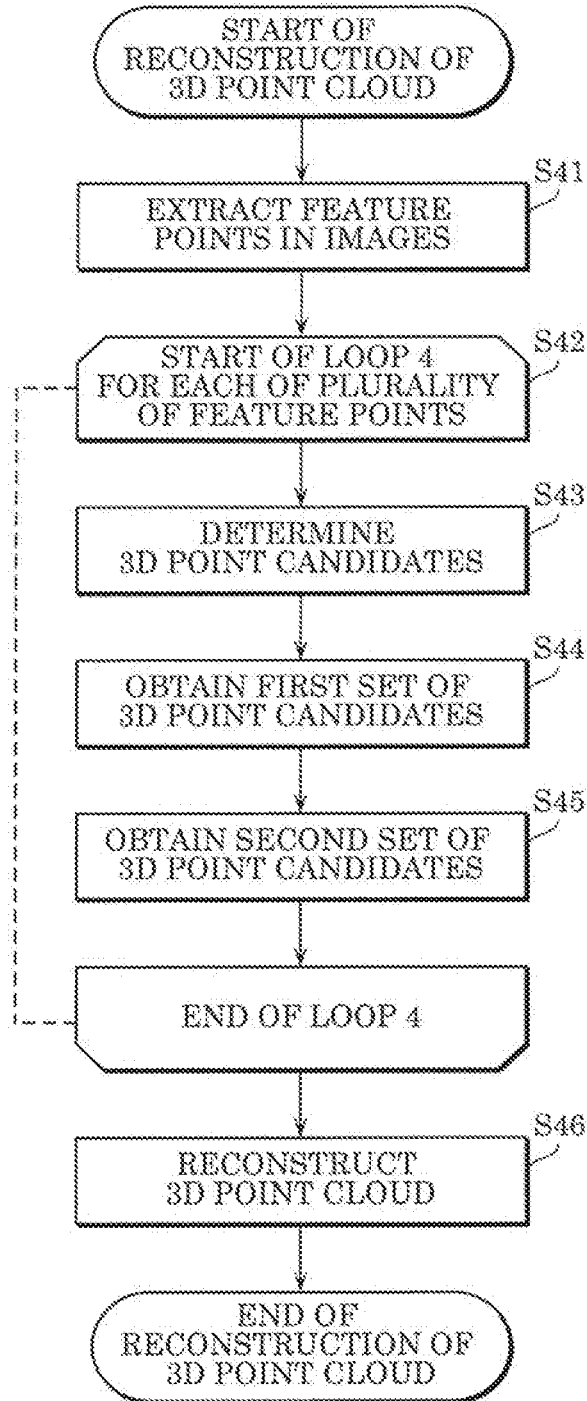 START OF
RECONSTRUCTION OF
3D POINT CLOUD
S41
EXTRACT FEATURE
POINTS IN IMAGES
S42
START OF LOOP 4
FOR EACH OF PLURALITY
OF FEATURE POINTS
S43
DETERMINE
3D POINT CANDIDATES
S44
OBTAIN FIRST SET OF
3D POINT CANDIDATES
S45
OBTAIN SECOND SET OF
3D POINT CANDIDATES
END OF LOOP 4
S46
RECONSTRUCT
3D POINT CLOUD
END OF
RECONSTRUCTION OF
3D POINT CLOUD